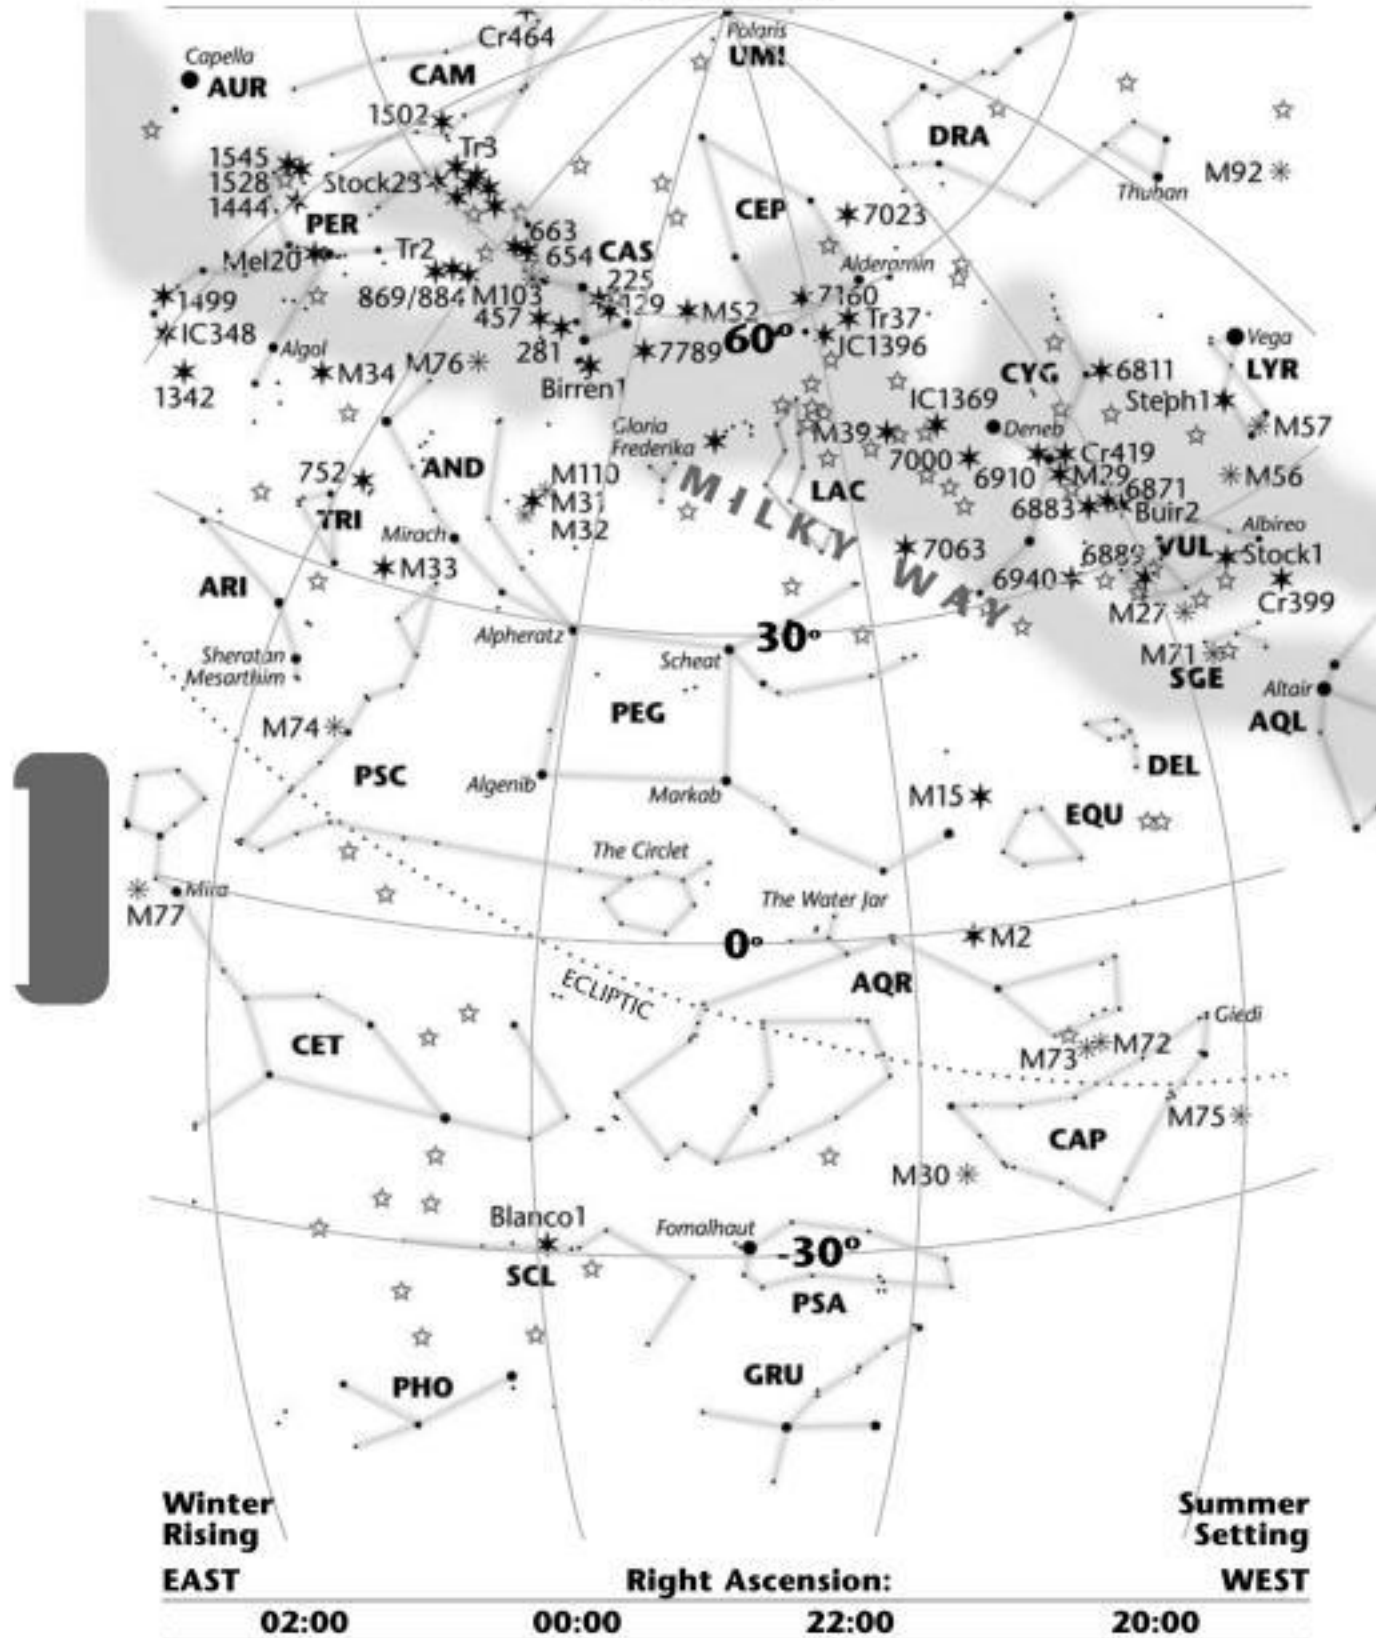 Polaris
UMI
Cr464
Capella
AUR
CAM
1502
DRA
Tr3
1545
1528
1444
Stock23
M92
Thuban
PER
CEP
7023
663
654
CAS
Mel20
Tr2
Alderamin
225
129
1499
869/884
M103
M52
7160
457
60°
Tr37
IC1396
IC348
Vega
Algol
281
7789
M76
M34
Birren1
CYG
6811
LYR
1342
IC1369
Steph1
Gloria
Frederika
M39
Deneb
M57
752
AND
M110
M31
M32
7000
6910
Cr419
M29
M56
MILKY WAY
LAC
6871
6883
Buir2
TRI
Mirach
Albireo
7063
6889
VUL
Stock1
M33
6940
ARI
Cr399
M27
Alpheratz
30°
Scheat
M71
SGE
Sheratan
Mesarthim
Altair
AQL
PEG
M74
PSC
Algenib
Markab
DEL
M15
EQU
The Circlet
Mira
M77
The Water Jar
0°
M2
ECLIPTIC
AQR
Giedi
CET
M73
M72
CAP
M75
M30
Blanco1
Fomalhaut
-30°
SCL
PSA
PHO
GRU
Winter
Rising
Summer
Setting
EAST
Right Ascension:
WEST
02:00
00:00
22:00
20:00